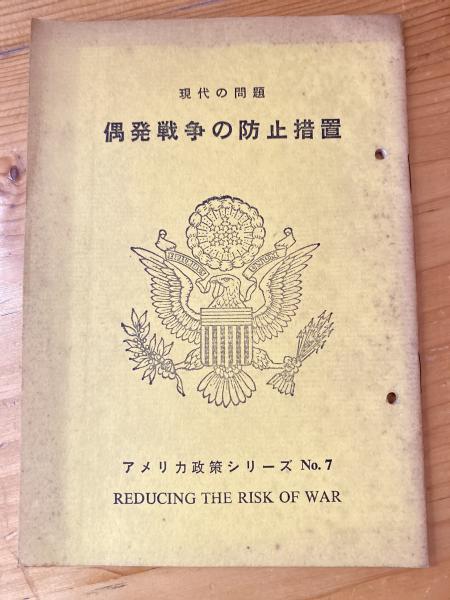 現代の問題
偶発戦争の防止措置
アメリカ政策シリーズ No. 7
REDUCING THE RISK OF WAR